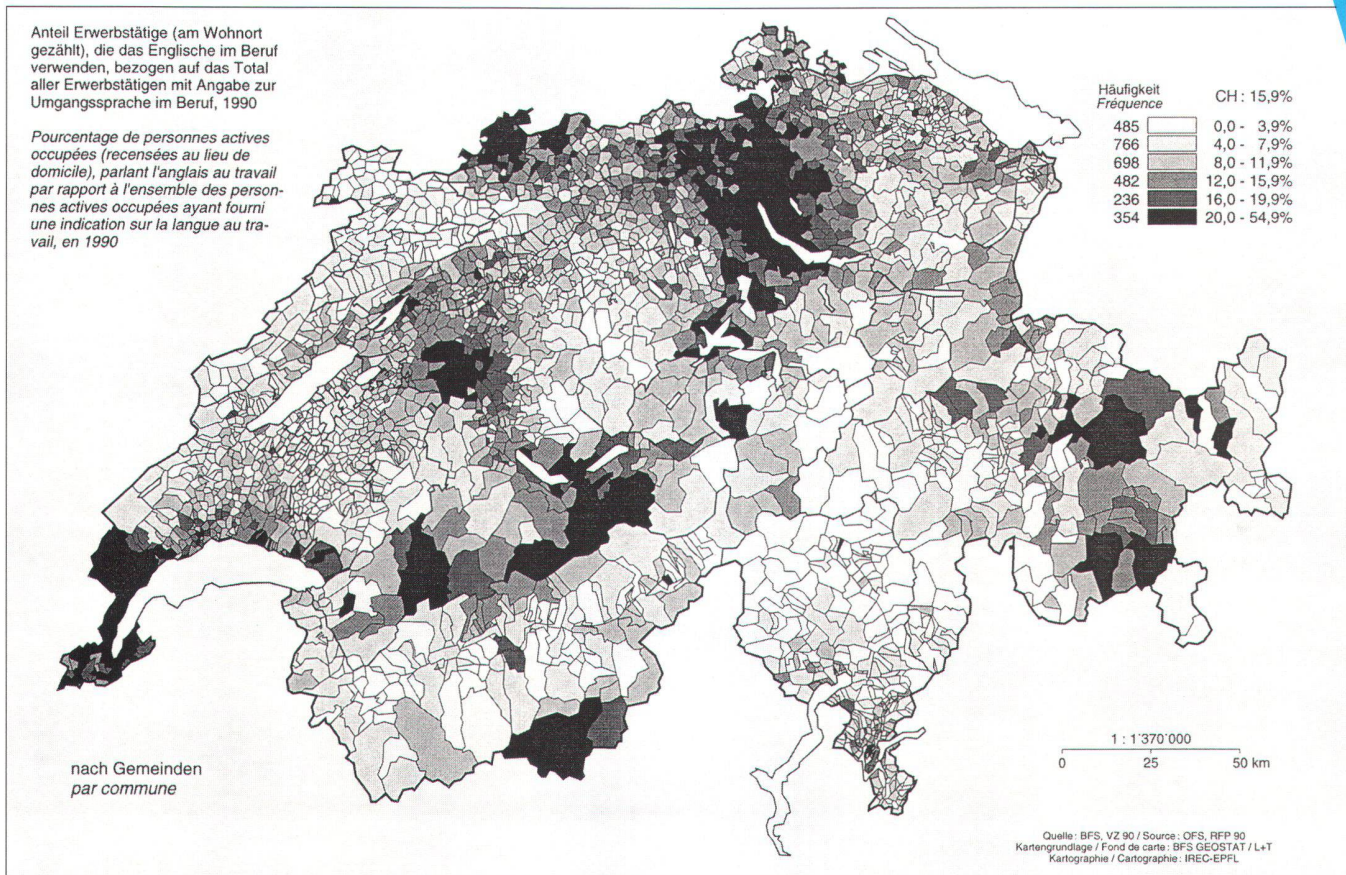 Anteil Erwerbstätige (am Wohnort
gezählt), die das Englische im Beruf
verwenden, bezogen auf das Total
aller Erwerbstätigen mit Angabe zur
Umgangssprache im Beruf, 1990
Pourcentage de personnes actives
occupées (recensées au lieu de
domicile), parlant l'anglais au travail
par rapport à l'ensemble des person-
nes actives occupées ayant fourni
une indication sur la langue au tra-
vail, en 1990
Häufigkeit
Fréquence
CH : 15,9%
485 0,0 - 3,9%
766 4,0 - 7,9%
698 8,0 - 11,9%
482 12,0 - 15,9%
236 16,0 - 19,9%
354 20,0 - 54,9%
nach Gemeinden
par commune
1 : 1'370'000
0 25 50 km
Quelle : BFS, VZ 90 / Source : OFS, RFP 90
Kartengrundlage / Fond de carte : BFS GEOSTAT / L+T
Kartographie / Cartographie : IREC-EPFL